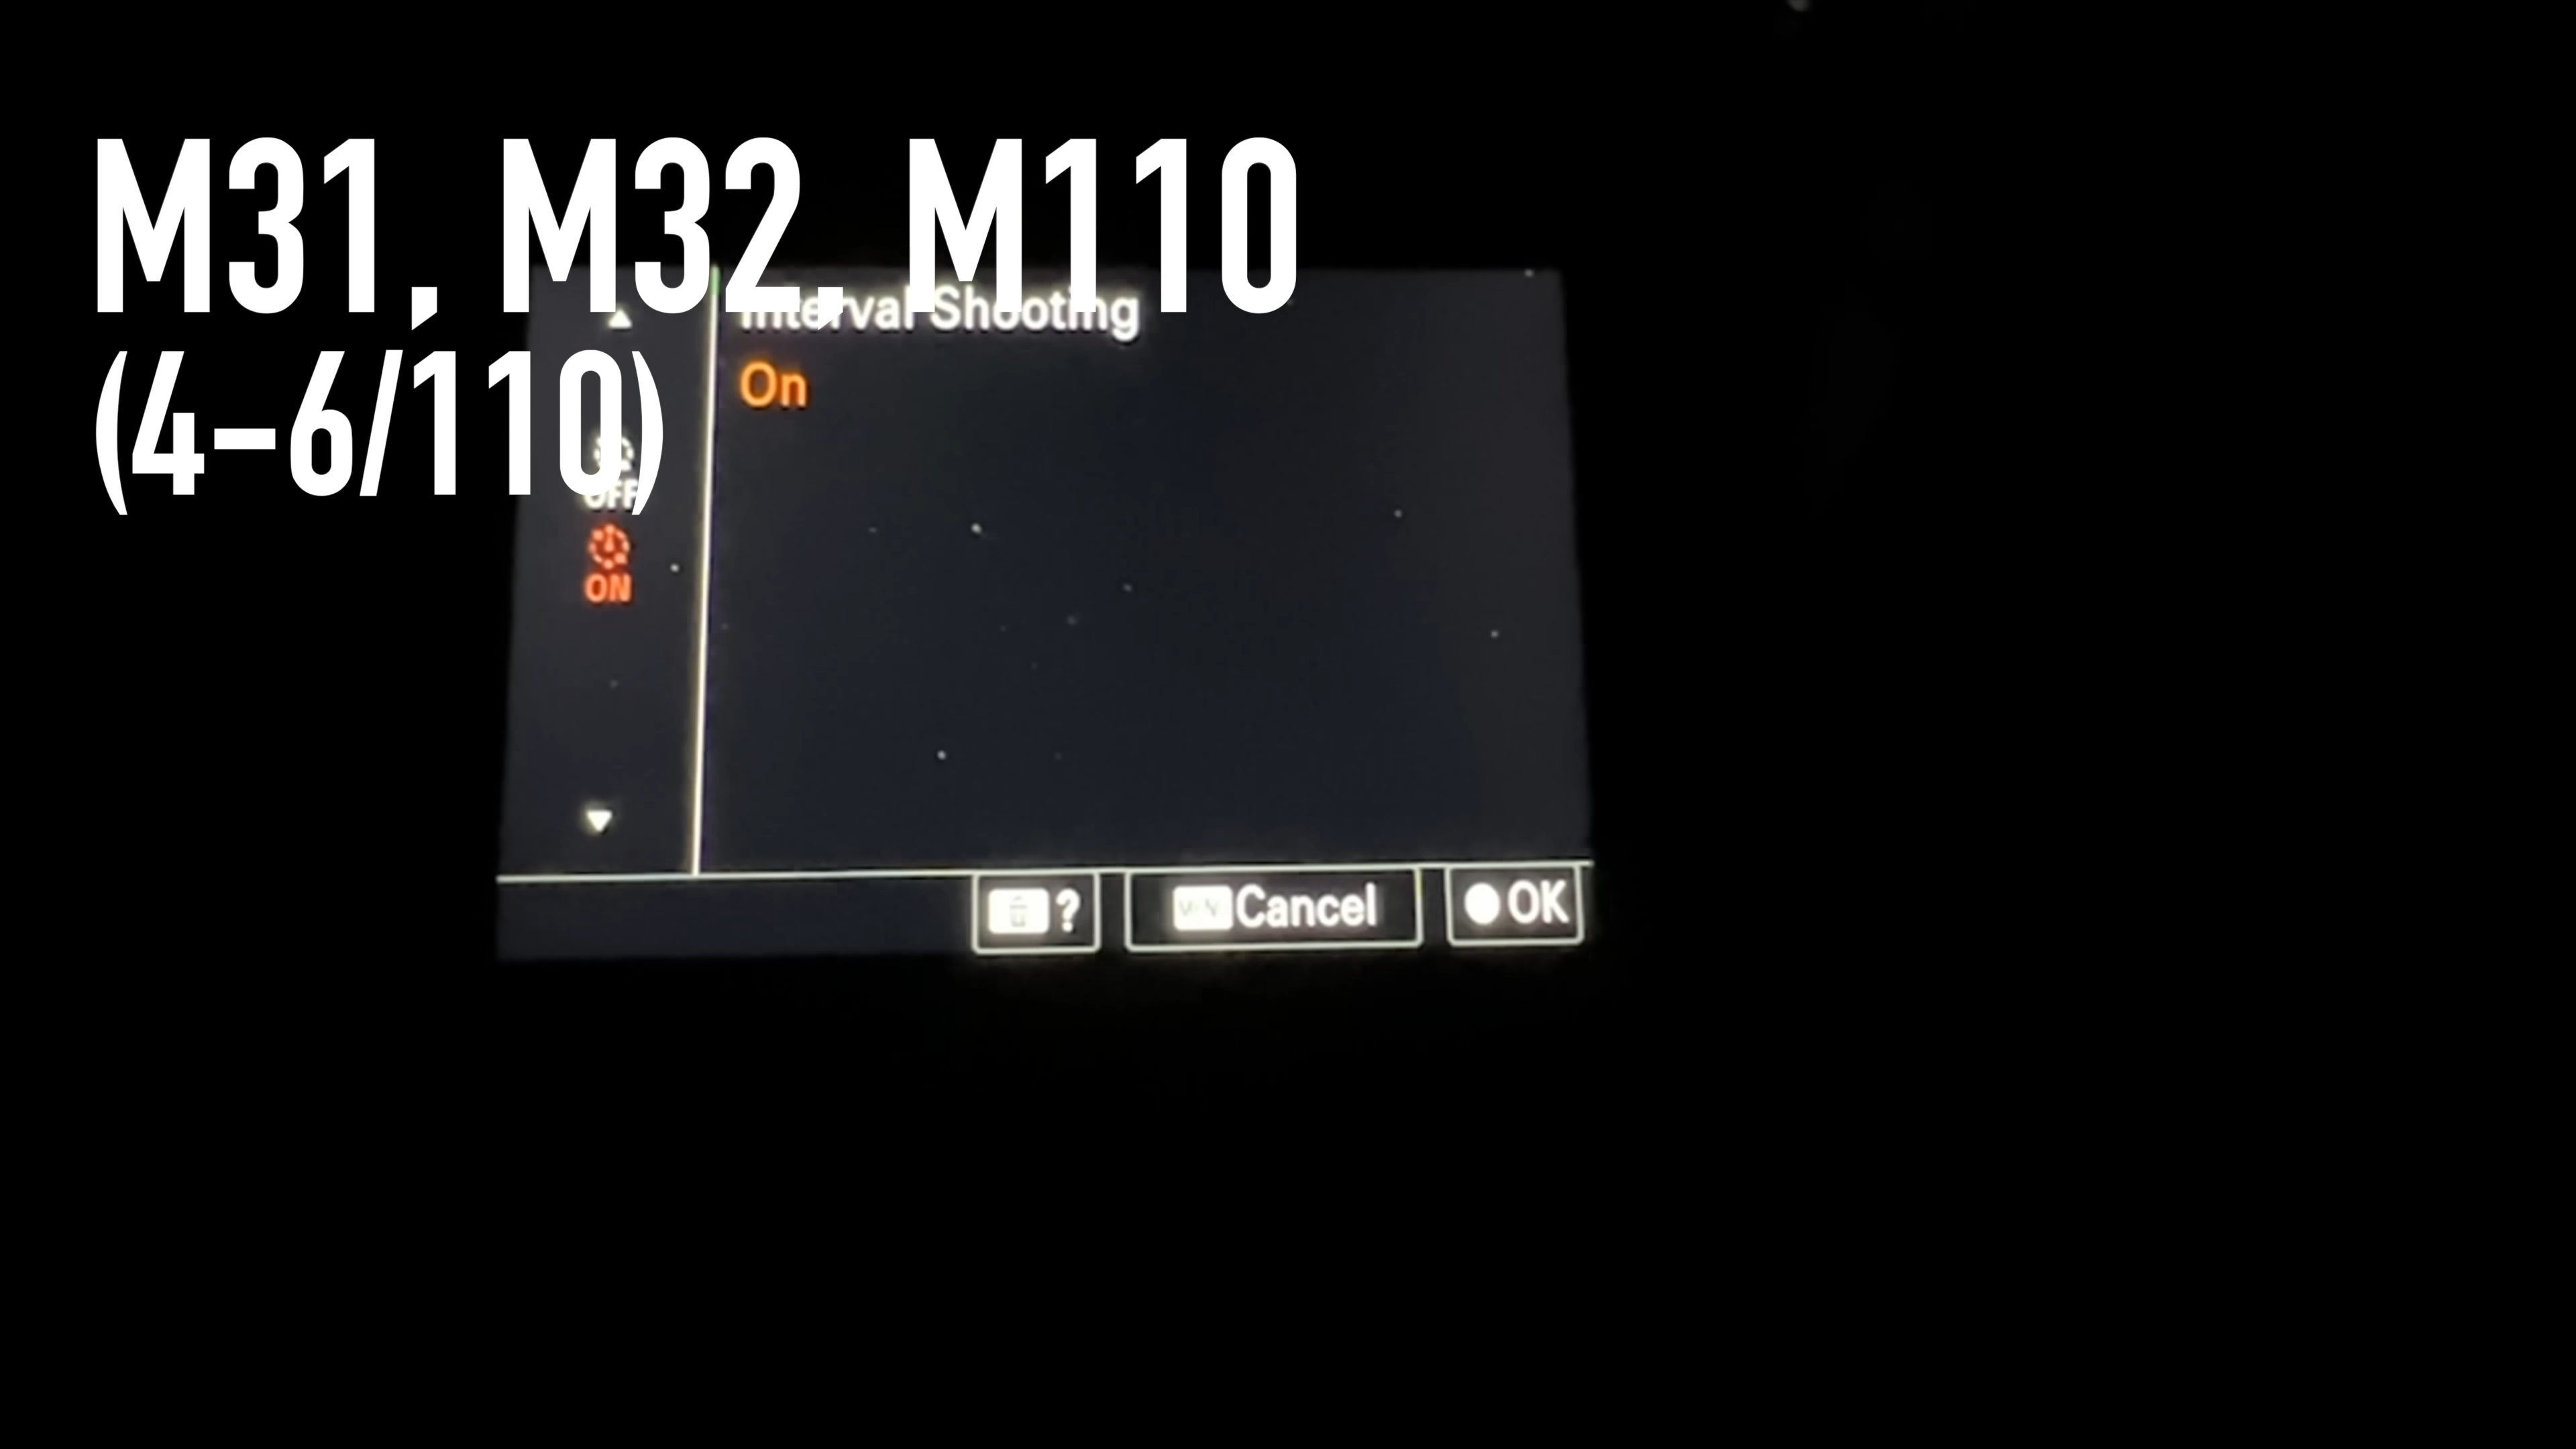 M31, M32, M110
(4–6/110)
Interval Shooting
On
OFF
ON
?
Cancel
OK